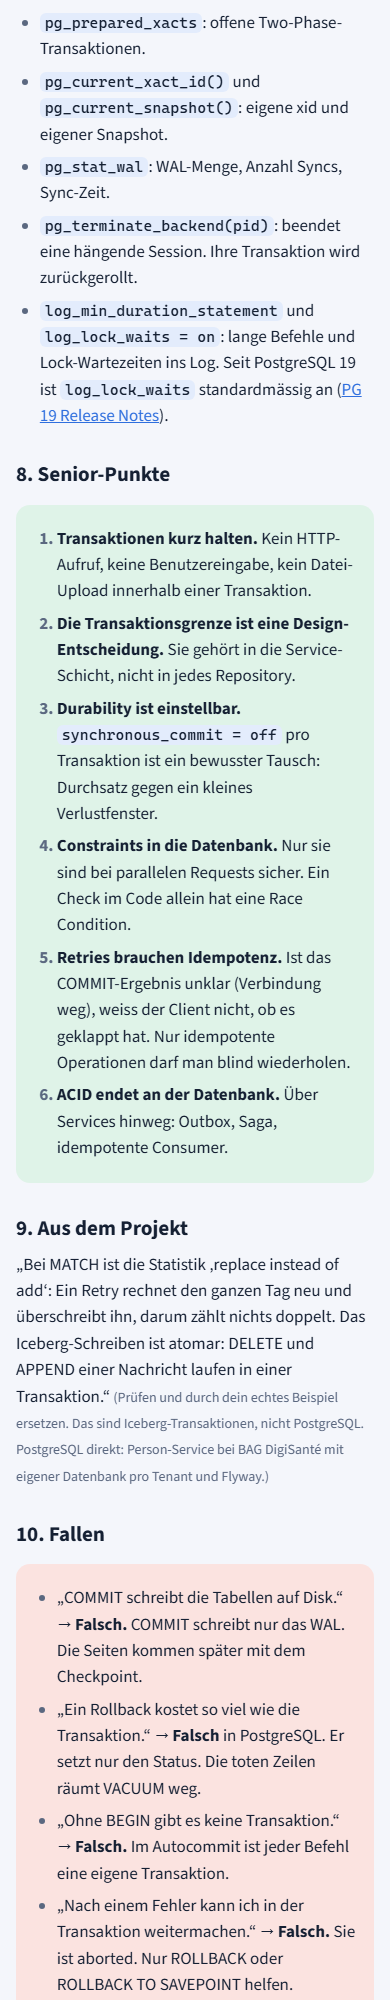 pg_prepared_xacts: offene Two-Phase-
Transaktionen.
pg_current_xact_id() und
pg_current_snapshot(): eigene xid und
eigener Snapshot.
pg_stat_wal: WAL-Menge, Anzahl Syncs,
Sync-Zeit.
pg_terminate_backend(pid): beendet
eine hängende Session. Ihre Transaktion wird
zurückgerollt.
log_min_duration_statement und
log_lock_waits = on: lange Befehle und
Lock-Wartezeiten ins Log. Seit PostgreSQL 19
ist log_lock_waits standardmässig an (PG
19 Release Notes).
8. Senior-Punkte
1. Transaktionen kurz halten. Kein HTTP-
Aufruf, keine Benutzereingabe, kein Datei-
Upload innerhalb einer Transaktion.
2. Die Transaktionsgrenze ist eine Design-
Entscheidung. Sie gehört in die Service-
Schicht, nicht in jedes Repository.
3. Durability ist einstellbar.
synchronous_commit = off pro
Transaktion ist ein bewusster Tausch:
Durchsatz gegen ein kleines
Verlustfenster.
4. Constraints in die Datenbank. Nur sie
sind bei parallelen Requests sicher. Ein
Check im Code allein hat eine Race
Condition.
5. Retries brauchen Idempotenz. Ist das
COMMIT-Ergebnis unklar (Verbindung
weg), weiss der Client nicht, ob es
geklappt hat. Nur idempotente
Operationen darf man blind wiederholen.
6. ACID endet an der Datenbank. Über
Services hinweg: Outbox, Saga,
idempotente Consumer.
9. Aus dem Projekt
„Bei MATCH ist die Statistik ‚replace instead of
add‘: Ein Retry rechnet den ganzen Tag neu und
überschreibt ihn, darum zählt nichts doppelt. Das
Iceberg-Schreiben ist atomar: DELETE und
APPEND einer Nachricht laufen in einer
Transaktion.“ (Prüfen und durch dein echtes Beispiel
ersetzen. Das sind Iceberg-Transaktionen, nicht PostgreSQL.
PostgreSQL direkt: Person-Service bei BAG DigiSanté mit
eigener Datenbank pro Tenant und Flyway.)
10. Fallen
„COMMIT schreibt die Tabellen auf Disk.“
→ Falsch. COMMIT schreibt nur das WAL.
Die Seiten kommen später mit dem
Checkpoint.
„Ein Rollback kostet so viel wie die
Transaktion.“ → Falsch in PostgreSQL. Er
setzt nur den Status. Die toten Zeilen
räumt VACUUM weg.
„Ohne BEGIN gibt es keine Transaktion.“
→ Falsch. Im Autocommit ist jeder Befehl
eine eigene Transaktion.
„Nach einem Fehler kann ich in der
Transaktion weitermachen.“ → Falsch. Sie
ist aborted. Nur ROLLBACK oder
ROLLBACK TO SAVEPOINT helfen.